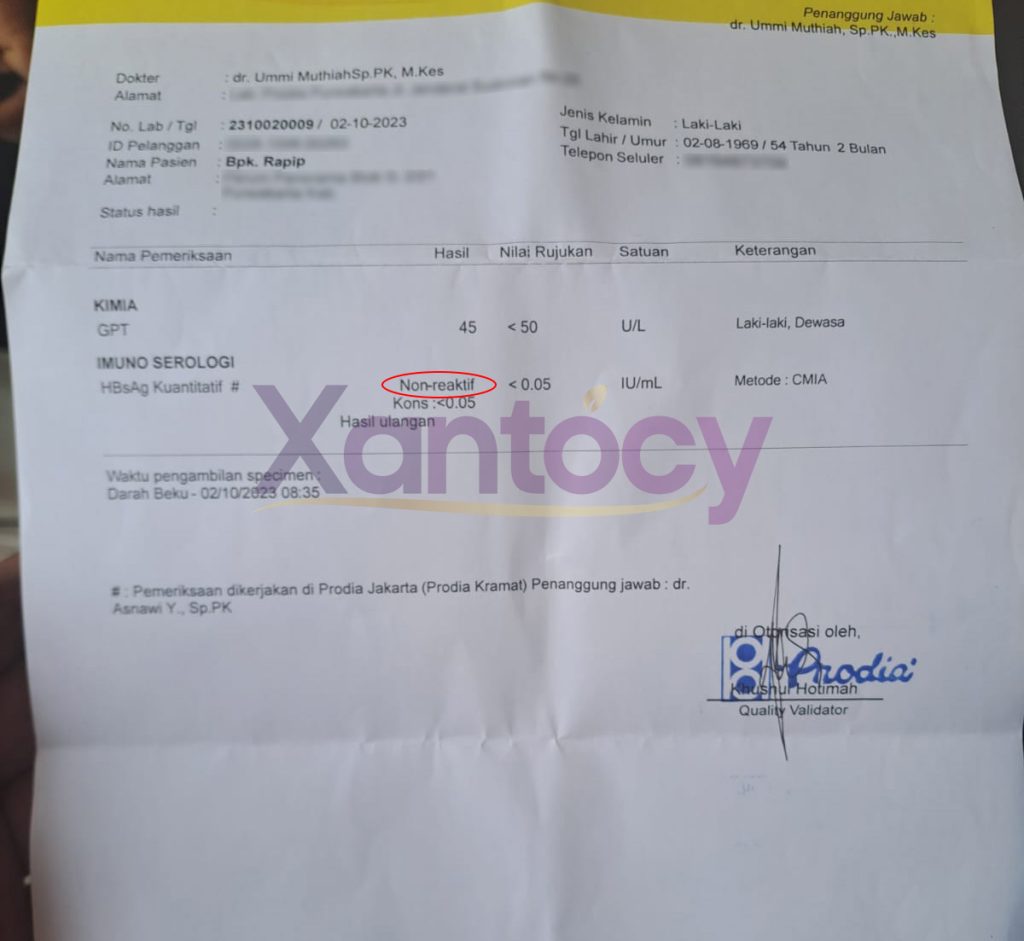 Penanggung Jawab :
dr. Ummi Muthiah, Sp.PK.,M.Kes
Dokter : dr. Ummi MuthiahSp.PK, M.Kes
Alamat :
No. Lab / Tgl : 2310020009 / 02-10-2023
ID Pelanggan :
Nama Pasien : Bpk. Rapip
Alamat :
Status hasil :
Jenis Kelamin : Laki-Laki
Tgl Lahir / Umur : 02-08-1969 / 54 Tahun 2 Bulan
Telepon Seluler :
Nama Pemeriksaan Hasil Nilai Rujukan Satuan Keterangan
KIMIA
GPT 45 < 50 U/L Laki-laki, Dewasa
IMUNO SEROLOGI
HBsAg Kuantitatif # Non-reaktif < 0.05 IU/mL Metode : CMIA
Kons :<0.05
Hasil ulangan
Xantocy
Waktu pengambilan specimen :
Darah Beku - 02/10/2023 08:35
# : Pemeriksaan dikerjakan di Prodia Jakarta (Prodia Kramat) Penanggung jawab : dr.
Asnawi Y., Sp.PK
di Otorisasi oleh,
Prodia
Khusnul Hotimah
Quality Validator